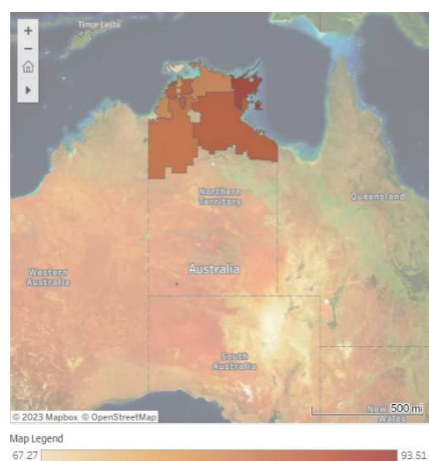 Timor-Leste
+
−
Northern
Territory
Queensland
Western
Australia
Australia
South
Australia
New South
Wales
500 mi
© 2023 Mapbox © OpenStreetMap
Map Legend
67.27 93.51